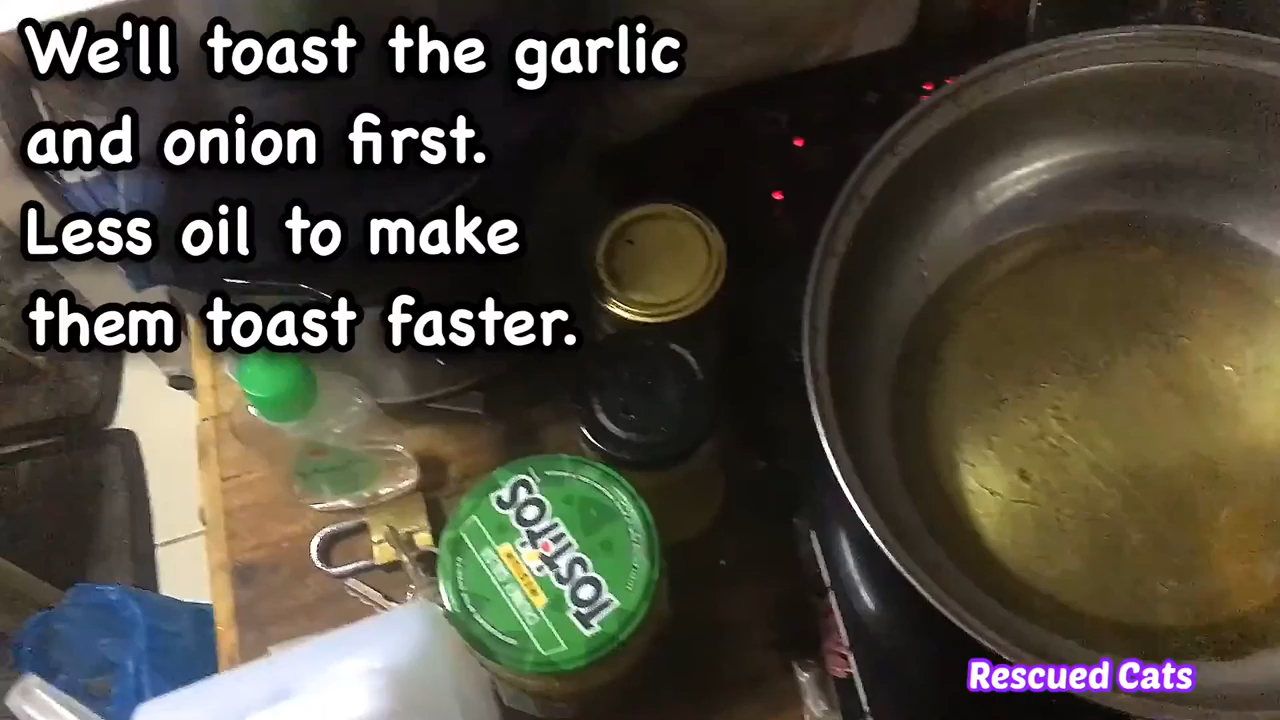 We'll toast the garlic
and onion first.
Less oil to make
them toast faster.
TOSTITOS
Rescued Cats